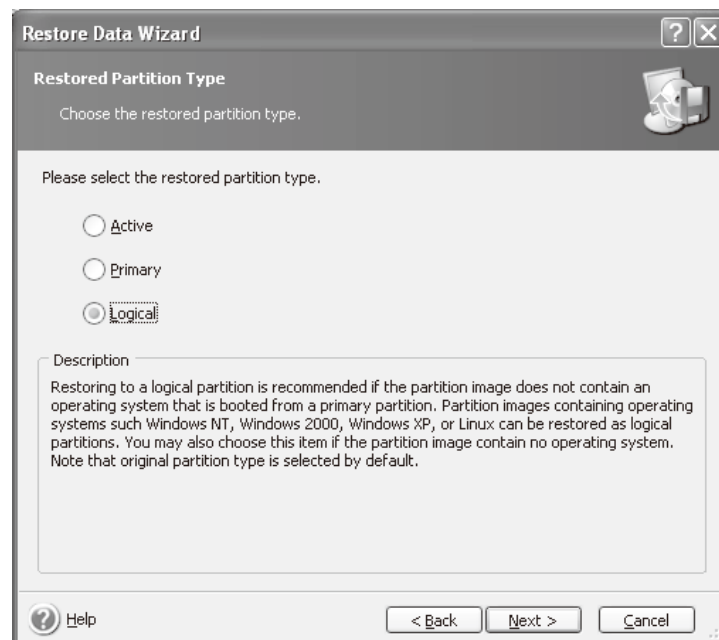 Restore Data Wizard
Restored Partition Type
Choose the restored partition type.
Please select the restored partition type.
Active
Primary
Logical
Description
Restoring to a logical partition is recommended if the partition image does not contain an
operating system that is booted from a primary partition. Partition images containing operating
systems such Windows NT, Windows 2000, Windows XP, or Linux can be restored as logical
partitions. You may also choose this item if the partition image contain no operating system.
Note that original partition type is selected by default.
Help
< Back
Next >
Cancel